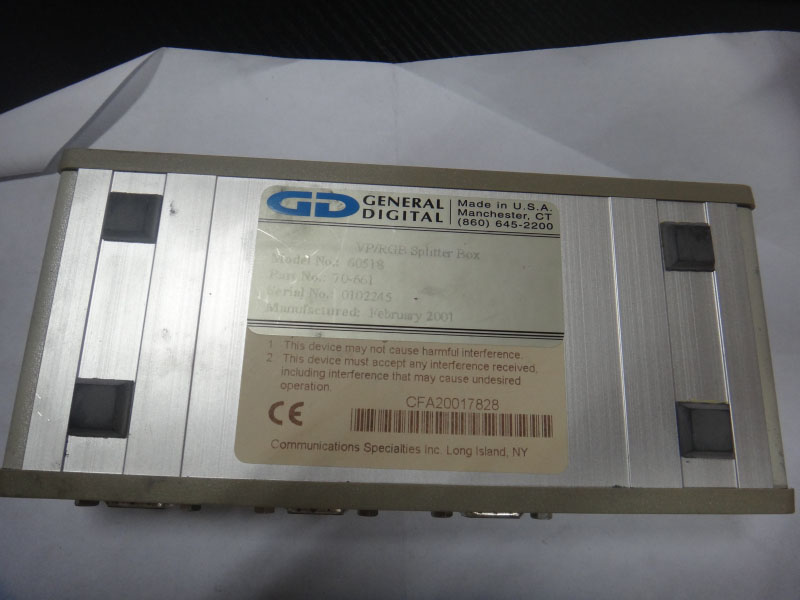 GD GENERAL DIGITAL
Made in U.S.A.
Manchester, CT
(860) 645-2200
VP/RGB Splitter Box
Model No.: 60518
Part No.: 70-661
Serial No.: 0102245
Manufactured: February 2001
1. This device may not cause harmful interference.
2. This device must accept any interference received,
including interference that may cause undesired
operation.
CE
CFA20017828
Communications Specialties Inc. Long Island, NY